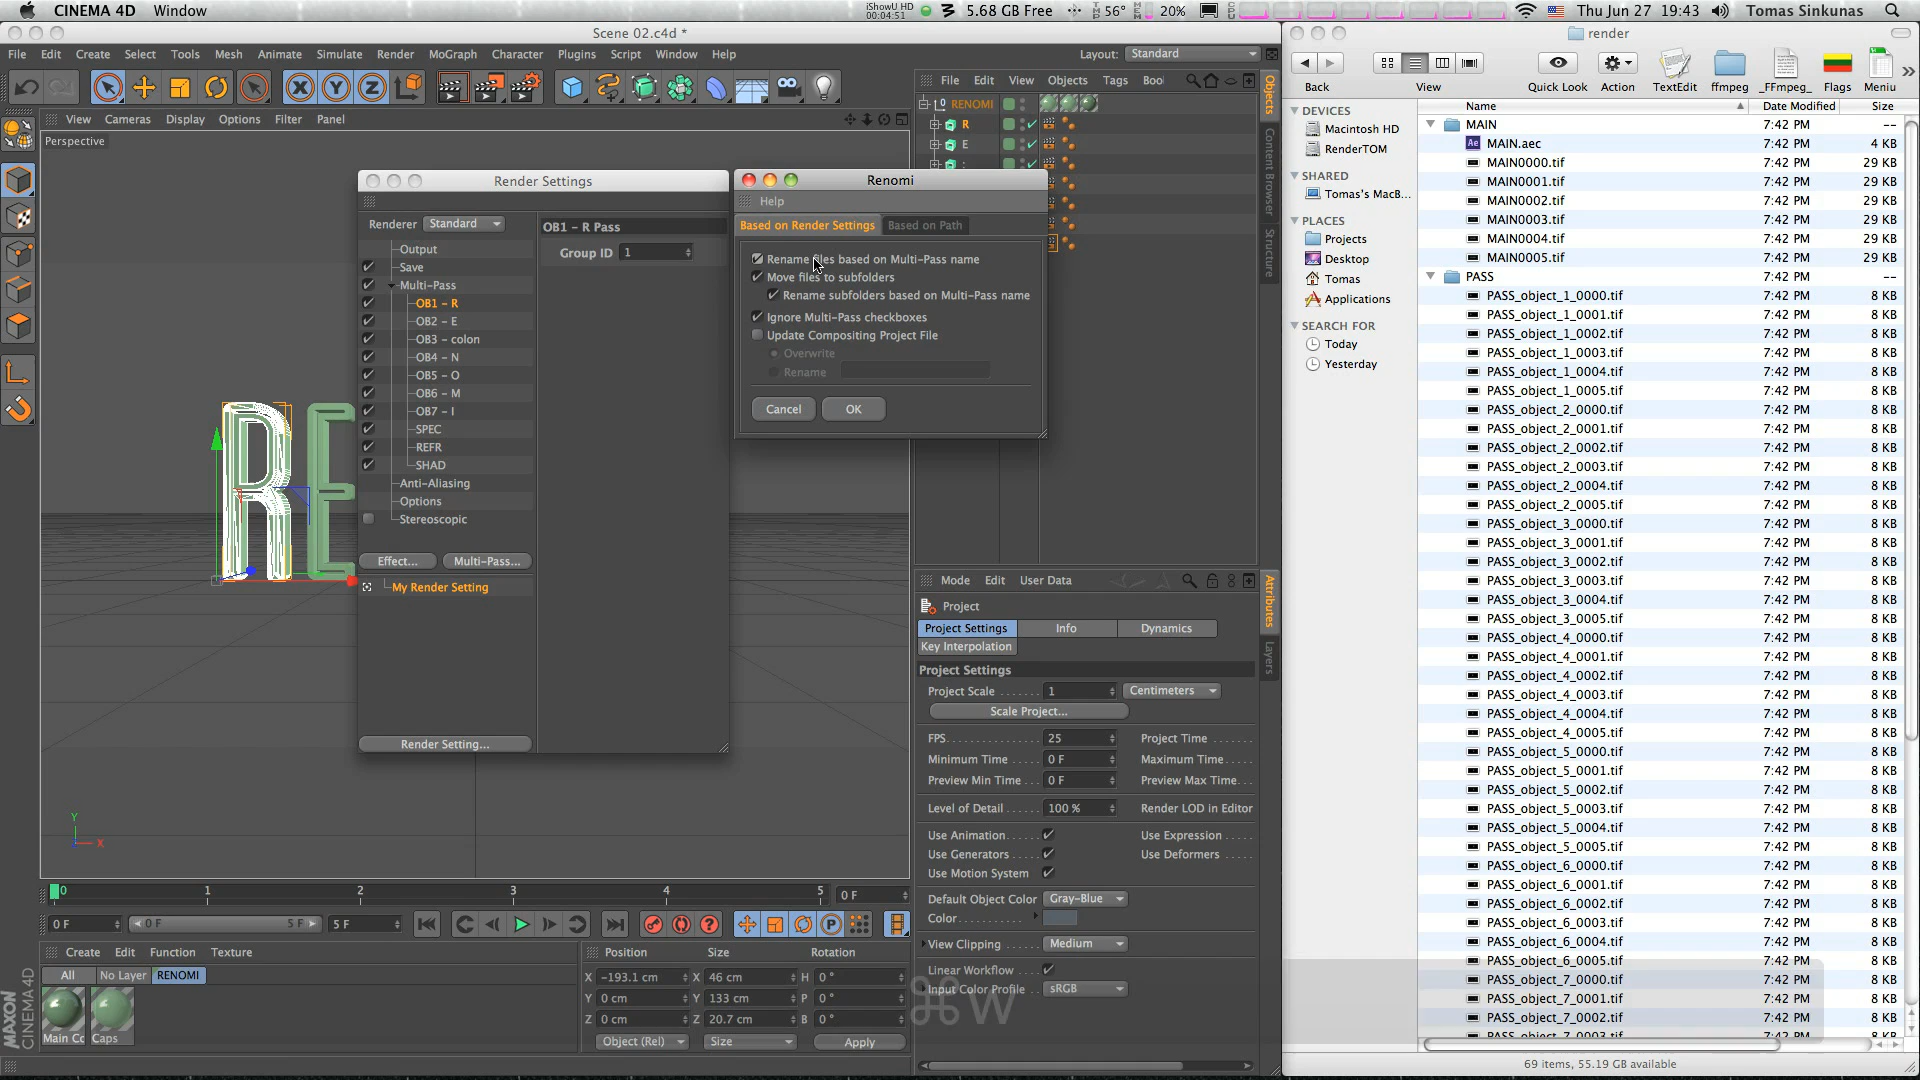 CINEMA 4D Window
iShowU HD
00:04:51
5.68 GB Free
56°
20%
Thu Jun 27 19:43
Tomas Sinkunas
Scene 02.c4d *
File Edit Create Select Tools Mesh Animate Simulate Render MoGraph Character Plugins Script Window Help
Layout: Standard
View Cameras Display Options Filter Panel
Perspective
File Edit View Objects Tags Boo
RENOMI
R
E
:
Objects
Content Browser
Structure
Render Settings
Renderer Standard
Output
Save
Multi-Pass
OB1 - R
OB2 - E
OB3 - colon
OB4 - N
OB5 - O
OB6 - M
OB7 - I
SPEC
REFR
SHAD
Anti-Aliasing
Options
Stereoscopic
Effect... Multi-Pass...
My Render Setting
Render Setting...
OB1 - R Pass
Group ID 1
Renomi
Help
Based on Render Settings Based on Path
Rename files based on Multi-Pass name
Move files to subfolders
Rename subfolders based on Multi-Pass name
Ignore Multi-Pass checkboxes
Update Compositing Project File
Overwrite
Rename
Cancel OK
Y
X
Mode Edit User Data
Project
Project Settings Info Dynamics
Key Interpolation
Project Settings
Project Scale 1 Centimeters
Scale Project...
FPS 25 Project Time
Minimum Time 0 F Maximum Time
Preview Min Time 0 F Preview Max Time
Level of Detail 100 % Render LOD in Editor
Use Animation Use Expression
Use Generators Use Deformers
Use Motion System
Default Object Color Gray-Blue
Color
View Clipping Medium
Linear Workflow
Input Color Profile sRGB
Attributes
Layers
⌘W
0 1 2 3 4 5 0 F
0 F 0 F 5 F 5 F
Create Edit Function Texture
All No Layer RENOMI
Main Cc Caps
MAXON
CINEMA 4D
Position Size Rotation
X -193.1 cm X 46 cm H 0 °
Y 0 cm Y 133 cm P 0 °
Z 0 cm Z 20.7 cm B 0 °
Object (Rel) Size Apply
render
Back View Quick Look Action TextEdit ffmpeg _FFmpeg_ Flags Meniu
DEVICES
Macintosh HD
RenderTOM
SHARED
Tomas's MacB...
PLACES
Projects
Desktop
Tomas
Applications
SEARCH FOR
Today
Yesterday
Name Date Modified Size
MAIN 7:42 PM --
MAIN.aec 7:42 PM 4 KB
MAIN0000.tif 7:42 PM 29 KB
MAIN0001.tif 7:42 PM 29 KB
MAIN0002.tif 7:42 PM 29 KB
MAIN0003.tif 7:42 PM 29 KB
MAIN0004.tif 7:42 PM 29 KB
MAIN0005.tif 7:42 PM 29 KB
PASS 7:42 PM --
PASS_object_1_0000.tif 7:42 PM 8 KB
PASS_object_1_0001.tif 7:42 PM 8 KB
PASS_object_1_0002.tif 7:42 PM 8 KB
PASS_object_1_0003.tif 7:42 PM 8 KB
PASS_object_1_0004.tif 7:42 PM 8 KB
PASS_object_1_0005.tif 7:42 PM 8 KB
PASS_object_2_0000.tif 7:42 PM 8 KB
PASS_object_2_0001.tif 7:42 PM 8 KB
PASS_object_2_0002.tif 7:42 PM 8 KB
PASS_object_2_0003.tif 7:42 PM 8 KB
PASS_object_2_0004.tif 7:42 PM 8 KB
PASS_object_2_0005.tif 7:42 PM 8 KB
PASS_object_3_0000.tif 7:42 PM 8 KB
PASS_object_3_0001.tif 7:42 PM 8 KB
PASS_object_3_0002.tif 7:42 PM 8 KB
PASS_object_3_0003.tif 7:42 PM 8 KB
PASS_object_3_0004.tif 7:42 PM 8 KB
PASS_object_3_0005.tif 7:42 PM 8 KB
PASS_object_4_0000.tif 7:42 PM 8 KB
PASS_object_4_0001.tif 7:42 PM 8 KB
PASS_object_4_0002.tif 7:42 PM 8 KB
PASS_object_4_0003.tif 7:42 PM 8 KB
PASS_object_4_0004.tif 7:42 PM 8 KB
PASS_object_4_0005.tif 7:42 PM 8 KB
PASS_object_5_0000.tif 7:42 PM 8 KB
PASS_object_5_0001.tif 7:42 PM 8 KB
PASS_object_5_0002.tif 7:42 PM 8 KB
PASS_object_5_0003.tif 7:42 PM 8 KB
PASS_object_5_0004.tif 7:42 PM 8 KB
PASS_object_5_0005.tif 7:42 PM 8 KB
PASS_object_6_0000.tif 7:42 PM 8 KB
PASS_object_6_0001.tif 7:42 PM 8 KB
PASS_object_6_0002.tif 7:42 PM 8 KB
PASS_object_6_0003.tif 7:42 PM 8 KB
PASS_object_6_0004.tif 7:42 PM 8 KB
PASS_object_6_0005.tif 7:42 PM 8 KB
PASS_object_7_0000.tif 7:42 PM 8 KB
PASS_object_7_0001.tif 7:42 PM 8 KB
PASS_object_7_0002.tif 7:42 PM 8 KB
PASS_object_7_0003.tif 7:42 PM 8 KB
69 items, 55.19 GB available